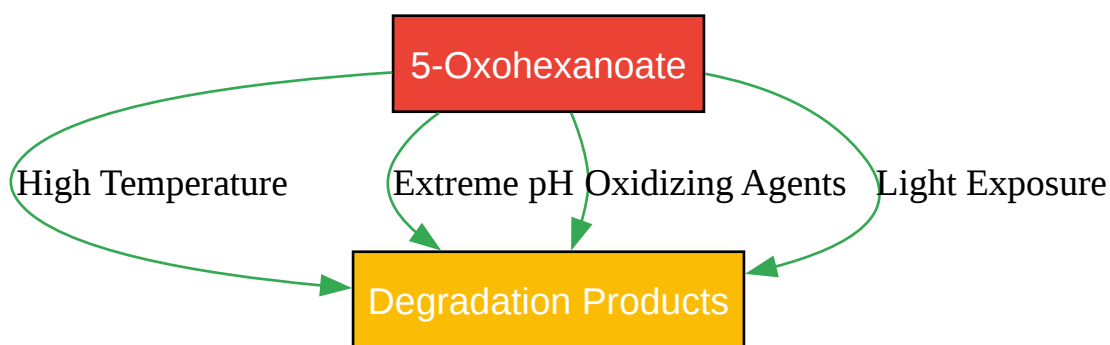 5-Oxohexanoate
High Temperature
Extreme pH
Oxidizing Agents
Light Exposure
Degradation Products